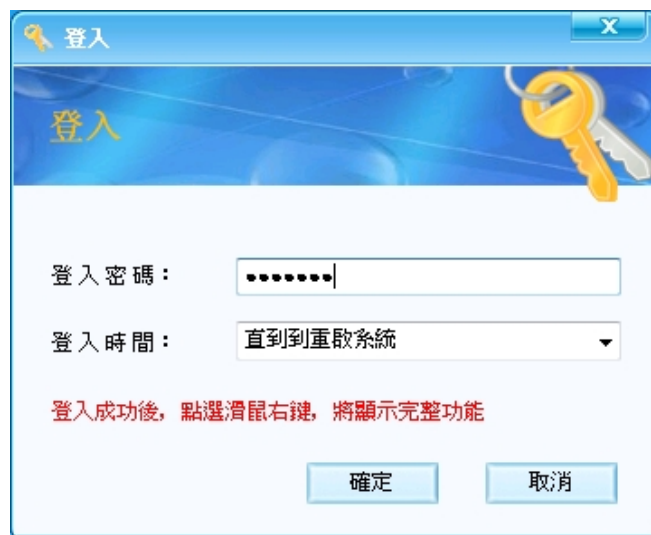 登入
登入
登入密碼：
•••••••
登入時間：
直到到重啟系統
登入成功後，點選滑鼠右鍵，將顯示完整功能
確定
取消